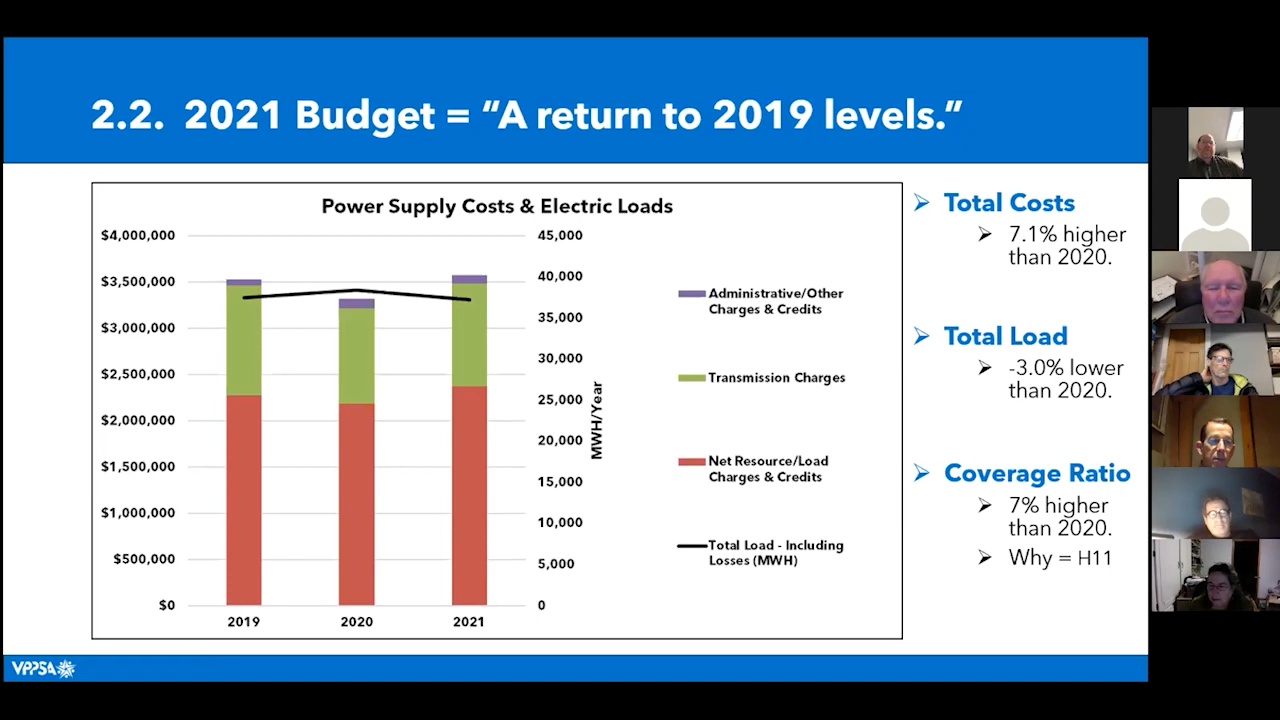 2.2. 2021 Budget = “A return to 2019 levels.”
Power Supply Costs & Electric Loads
$4,000,000
$3,500,000
$3,000,000
$2,500,000
$2,000,000
$1,500,000
$1,000,000
$500,000
$0
45,000
40,000
35,000
30,000
25,000
20,000
15,000
10,000
5,000
0
MWH/Year
2019
2020
2021
Administrative/Other
Charges & Credits
Transmission Charges
Net Resource/Load
Charges & Credits
Total Load - Including
Losses (MWH)
Total Costs
7.1% higher
than 2020.
Total Load
-3.0% lower
than 2020.
Coverage Ratio
7% higher
than 2020.
Why = H11
VPPSA